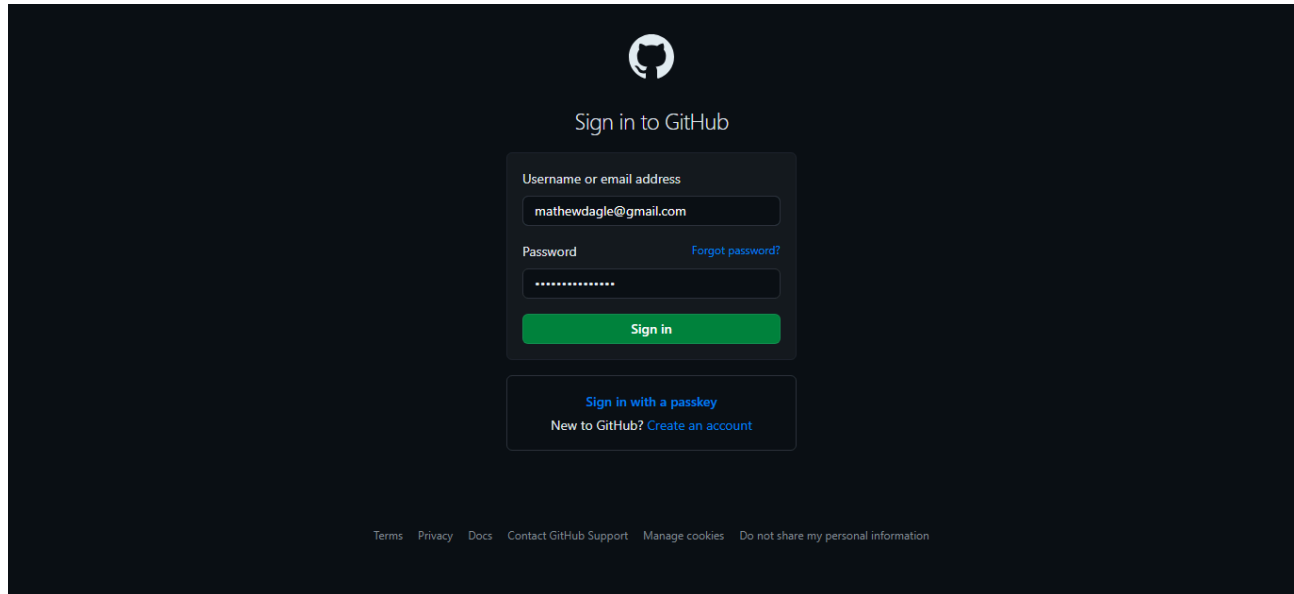 Sign in to GitHub
Username or email address
mathewdagle@gmail.com
Password Forgot password?
•••••••••••••••
Sign in
Sign in with a passkey
New to GitHub? Create an account
Terms Privacy Docs Contact GitHub Support Manage cookies Do not share my personal information